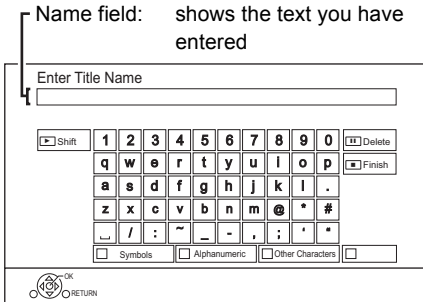 Name field: shows the text you have
entered
Enter Title Name
Shift 1 2 3 4 5 6 7 8 9 0 Delete
q w e r t y u i o p Finish
a s d f g h j k l .
z x c v b n m @ * #
⎵ / : ~ _ - , ; ‘ “
Symbols Alphanumeric Other Characters
OK
RETURN